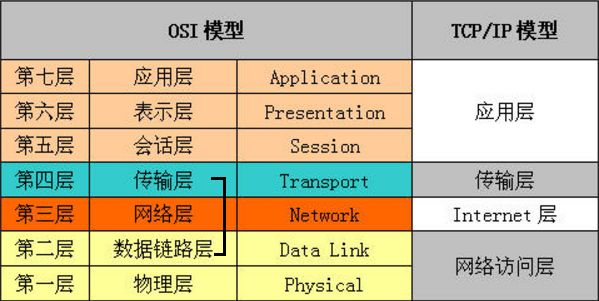 OSI 模型 TCP/IP 模型
第七层 应用层 Application
第六层 表示层 Presentation 应用层
第五层 会话层 Session
第四层 传输层 Transport 传输层
第三层 网络层 Network Internet 层
第二层 数据链路层 Data Link
网络访问层
第一层 物理层 Physical